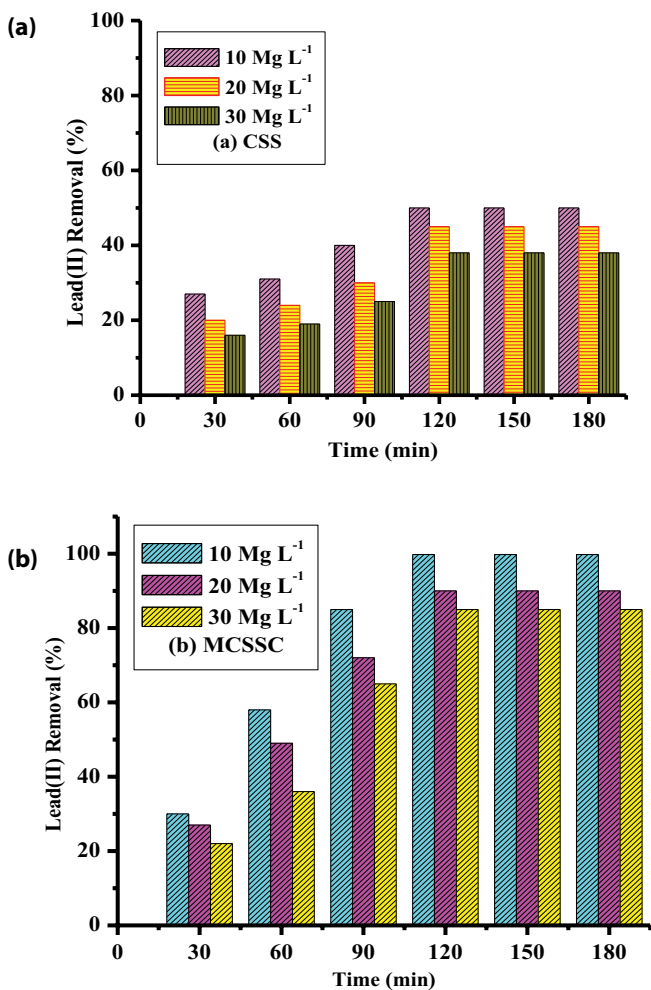 (a)
100
80
60
40
20
0
Lead(II) Removal (%)
10 Mg L⁻¹
20 Mg L⁻¹
30 Mg L⁻¹
(a) CSS
0 30 60 90 120 150 180
Time (min)
(b)
100
80
60
40
20
0
Lead(II) Removal (%)
10 Mg L⁻¹
20 Mg L⁻¹
30 Mg L⁻¹
(b) MCSSC
0 30 60 90 120 150 180
Time (min)